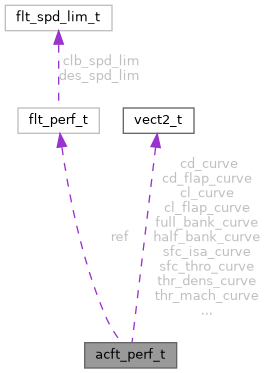 flt_spd_lim_t
clb_spd_lim
des_spd_lim
flt_perf_t
vect2_t
ref
cd_curve
cd_flap_curve
cl_curve
cl_flap_curve
full_bank_curve
half_bank_curve
sfc_isa_curve
sfc_thro_curve
thr_dens_curve
thr_mach_curve
...
acft_perf_t